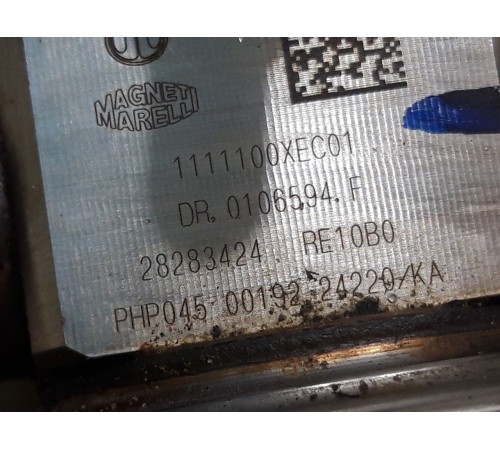 MAGNETI
MARELLI
1111100XEC01
DR. 0106594.F
28283424 RE10B0
PHP045 00192 24220/KA